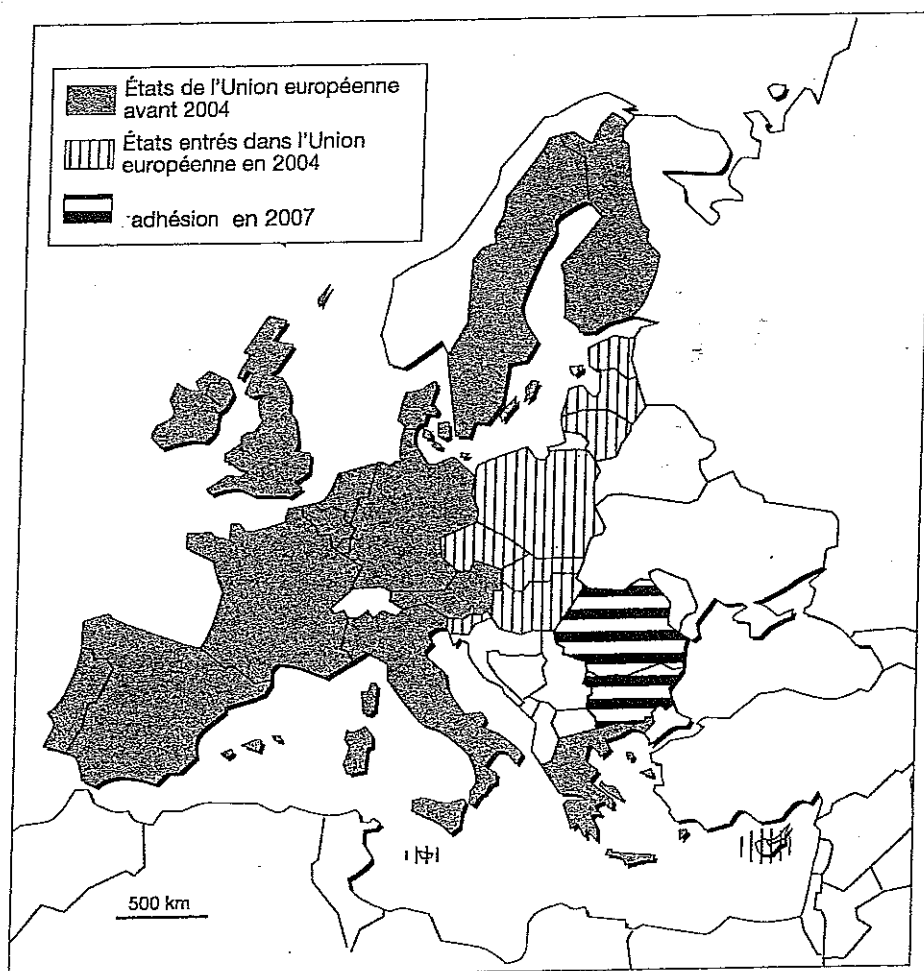 États de l'Union européenne
avant 2004
États entrés dans l'Union
européenne en 2004
adhésion en 2007
500 km